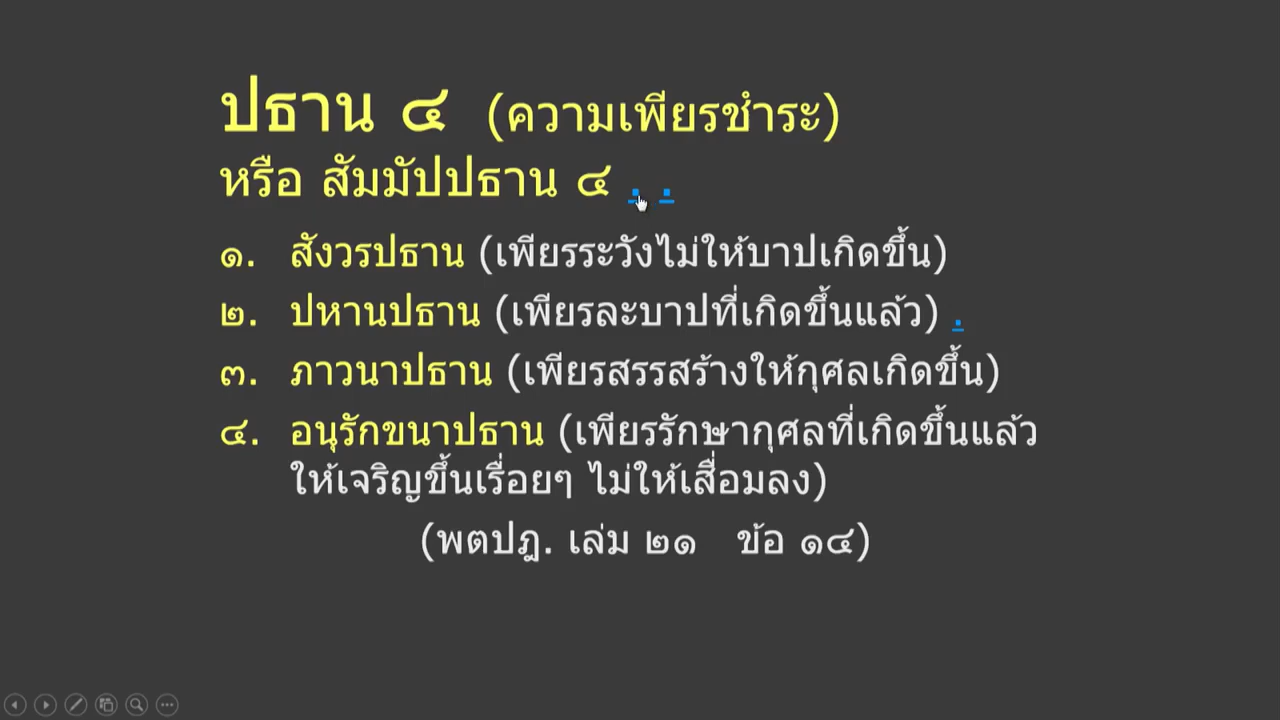 ปธาน ๔ (ความเพียรชำระ)
หรือ สัมมัปปธาน ๔ . .
๑. สังวรปธาน (เพียรระวังไม่ให้บาปเกิดขึ้น)
๒. ปหานปธาน (เพียรละบาปที่เกิดขึ้นแล้ว) .
๓. ภาวนาปธาน (เพียรสรรสร้างให้กุศลเกิดขึ้น)
๔. อนุรักขนาปธาน (เพียรรักษากุศลที่เกิดขึ้นแล้ว
ให้เจริญขึ้นเรื่อยๆ ไม่ให้เสื่อมลง)
(พตปฎ. เล่ม ๒๑ ข้อ ๑๔)